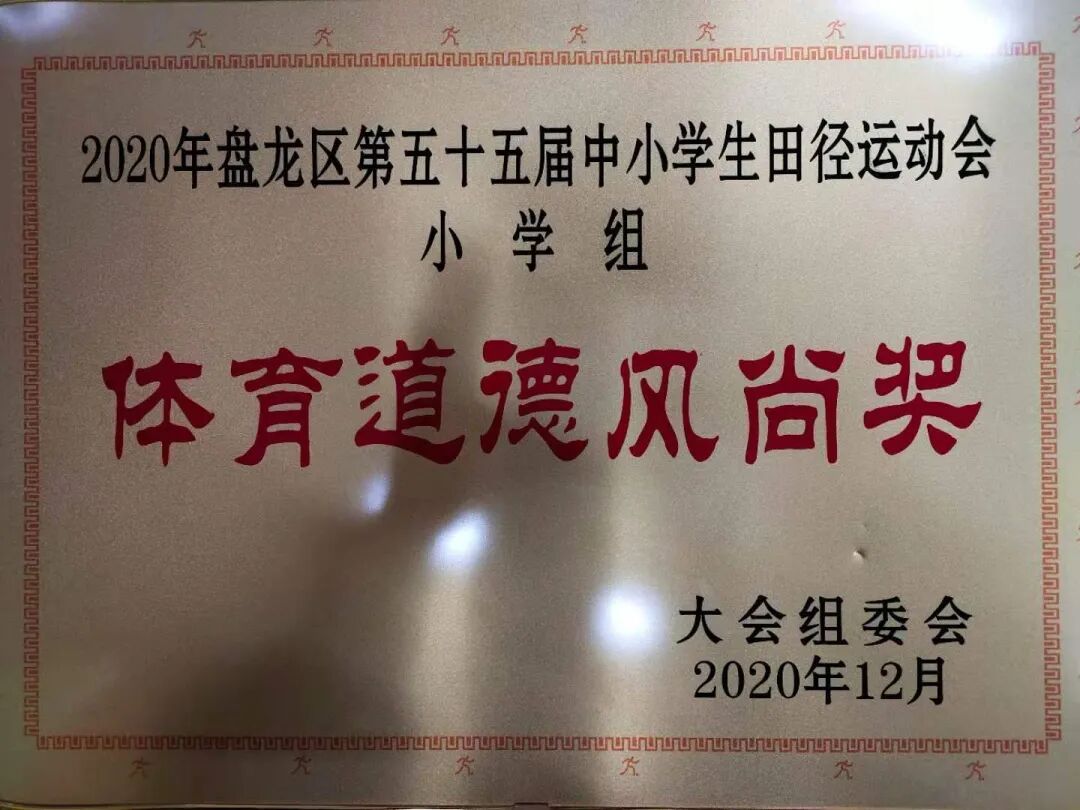 2020年盘龙区第五十五届中小学生田径运动会
小学组
体育道德风尚奖
大会组委会
2020年12月